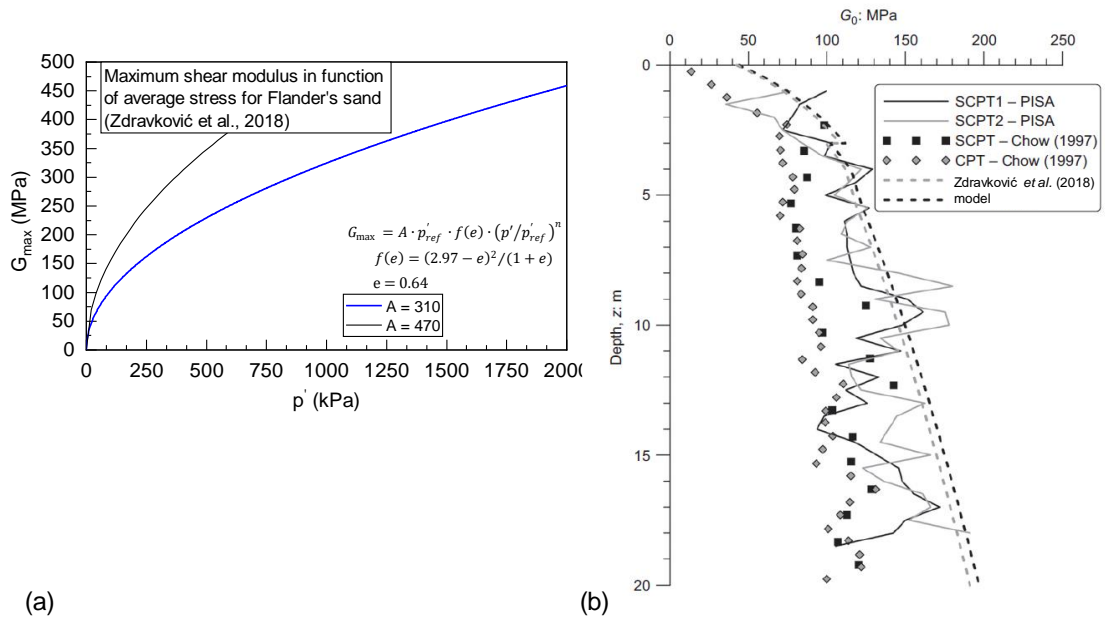 500
450
400
350
300
250
200
150
100
50
0
G_max (MPa)
Maximum shear modulus in function
of average stress for Flander's sand
(Zdravković et al., 2018)
G_max = A · p'_ref · f(e) · (p'/p'_ref)^n
f(e) = (2.97 − e)^2/(1 + e)
e = 0.64
A = 310
A = 470
0 250 500 750 1000 1250 1500 1750 2000
p' (kPa)
(a)
G_0: MPa
0 50 100 150 200 250
0
5
10
15
20
Depth, z: m
SCPT1 – PISA
SCPT2 – PISA
SCPT – Chow (1997)
CPT – Chow (1997)
Zdravković et al. (2018)
model
(b)